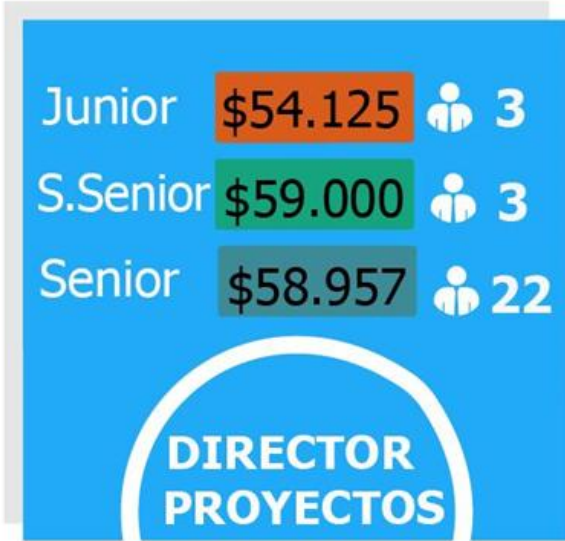 Junior $54.125 3
S.Senior $59.000 3
Senior $58.957 22
DIRECTOR
PROYECTOS